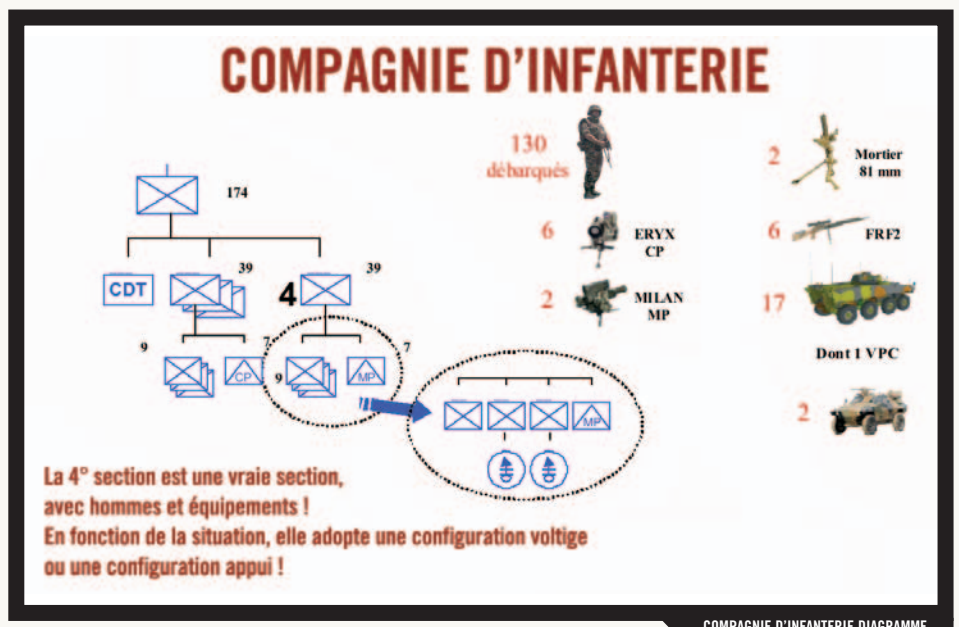 COMPAGNIE D'INFANTERIE
174
CDT
39
4
39
9
CP
7
9
MP
7
MP
130
débarqués
6
ERYX
CP
2
MILAN
MP
2
Mortier
81 mm
6
FRF2
17
Dont 1 VPC
2
La 4° section est une vraie section,
avec hommes et équipements !
En fonction de la situation, elle adopte une configuration voltige
ou une configuration appui !
COMPAGNIE D'INFANTERIE DIAGRAMME